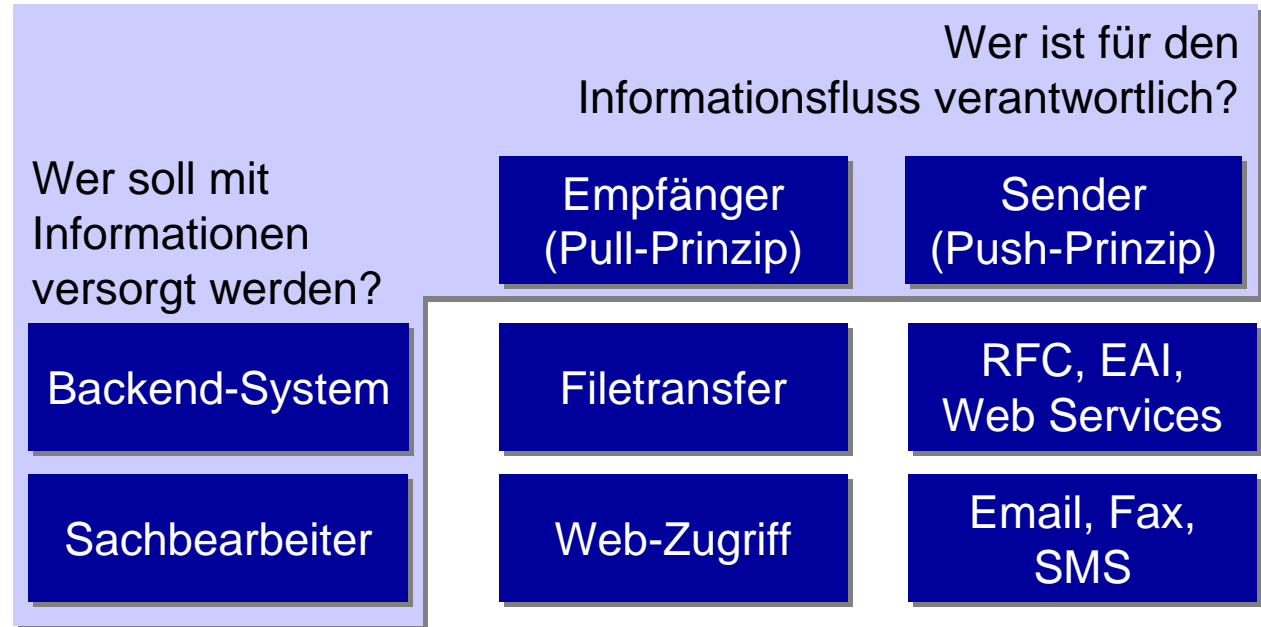 Wer ist für den
Informationsfluss verantwortlich?
Wer soll mit
Informationen
versorgt werden?
Empfänger
(Pull-Prinzip)
Sender
(Push-Prinzip)
Backend-System
Filetransfer
RFC, EAI,
Web Services
Sachbearbeiter
Web-Zugriff
Email, Fax,
SMS